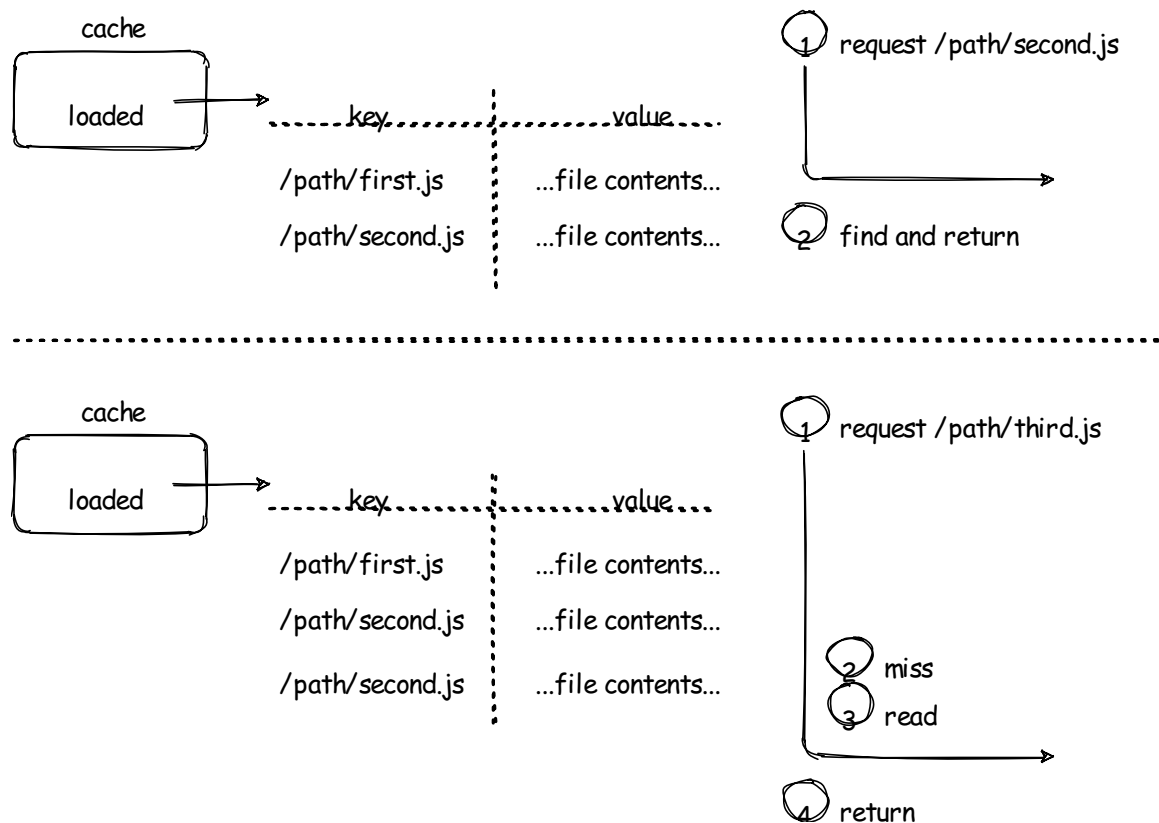 cache
loaded
key value
/path/first.js ...file contents...
/path/second.js ...file contents...
1 request /path/second.js
2 find and return
cache
loaded
key value
/path/first.js ...file contents...
/path/second.js ...file contents...
/path/second.js ...file contents...
1 request /path/third.js
2 miss
3 read
4 return